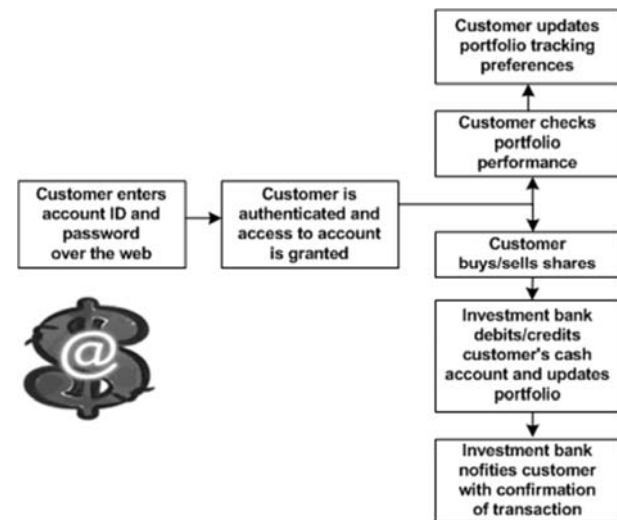 Customer updates
portfolio tracking
preferences
Customer checks
portfolio
performance
Customer enters
account ID and
password
over the web
Customer is
authenticated and
access to account
is granted
Customer
buys/sells shares
Investment bank
debits/credits
customer's cash
account and updates
portfolio
Investment bank
nofities customer
with confirmation
of transaction
@